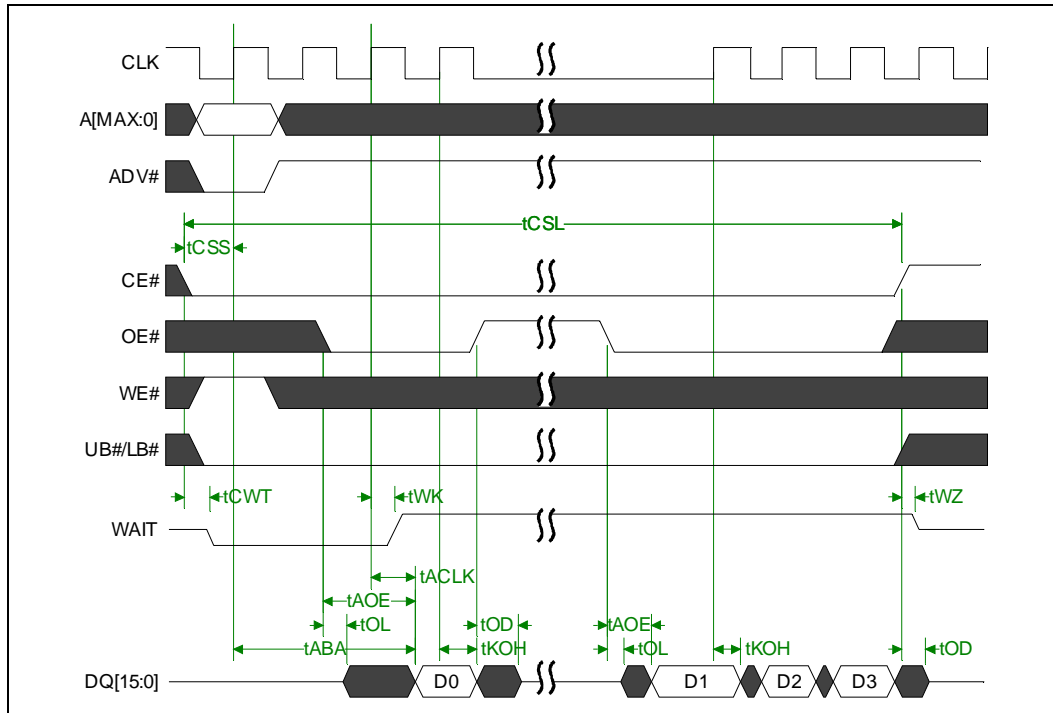 CLK
A[MAX:0]
ADV#
tCSL
tCSS
CE#
OE#
WE#
UB#/LB#
tCWT
tWK
tWZ
WAIT
tACLK
tAOE
tOL
tOD
tAOE
tABA
tKOH
tOL
tKOH
tOD
DQ[15:0]
D0
D1
D2
D3